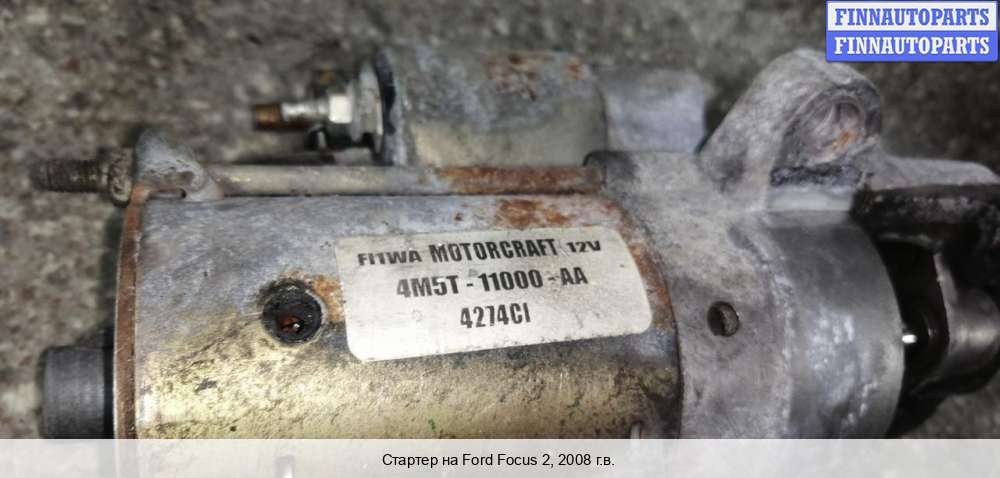 FINNAUTOPARTS
FINNAUTOPARTS
FITWA MOTORCRAFT 12V
4M5T - 11000 - AA
4274CI
Стартер на Ford Focus 2, 2008 г.в.